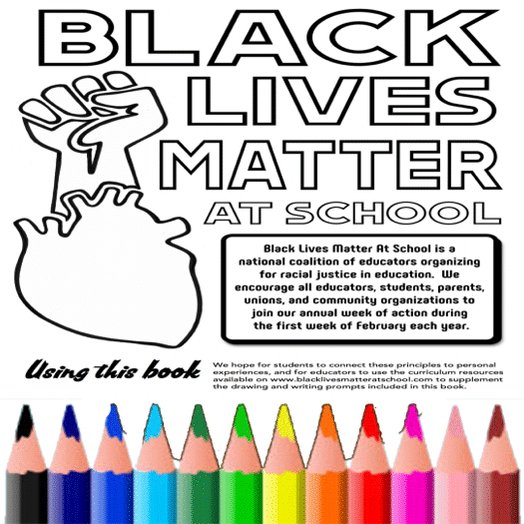 BLACK
LIVES
MATTER
AT SCHOOL
Black Lives Matter At School is a
national coalition of educators organizing
for racial justice in education. We
encourage all educators, students, parents,
unions, and community organizations to
join our annual week of action during
the first week of February each year.
Using this book
We hope for students to connect these principles to personal
experiences, and for educators to use the curriculum resources
available on www.blacklivesmatteratschool.com to supplement
the drawing and writing prompts included in this book.